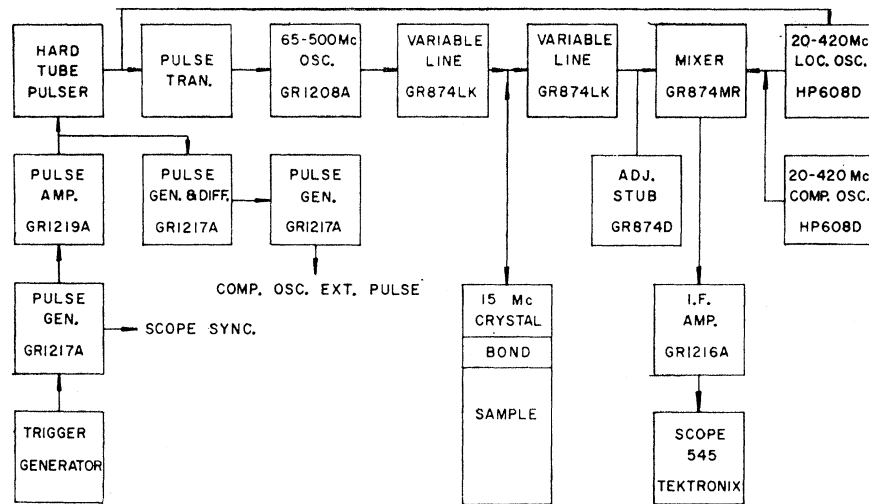 HARD
TUBE
PULSER
PULSE
TRAN.
65-500Mc
OSC.
GR1208A
VARIABLE
LINE
GR874LK
VARIABLE
LINE
GR874LK
MIXER
GR874MR
20-420Mc
LOC. OSC.
HP608D
PULSE
AMP.
GR1219A
PULSE
GEN. & DIFF.
GR1217A
PULSE
GEN.
GR1217A
ADJ.
STUB
GR874D
20-420 Mc
COMP. OSC.
HP608D
COMP. OSC. EXT. PULSE
PULSE
GEN.
GR1217A
SCOPE SYNC.
15 Mc
CRYSTAL
BOND
SAMPLE
I.F.
AMP.
GR1216A
TRIGGER
GENERATOR
SCOPE
545
TEKTRONIX